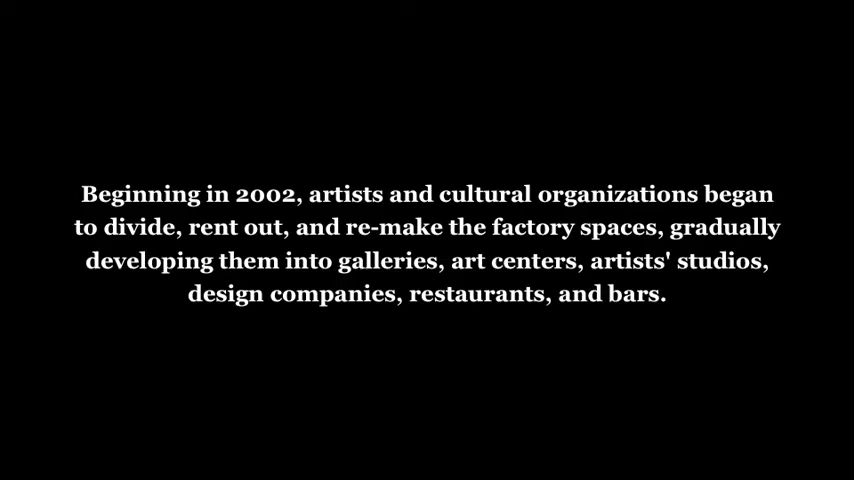 Beginning in 2002, artists and cultural organizations began
to divide, rent out, and re-make the factory spaces, gradually
developing them into galleries, art centers, artists' studios,
design companies, restaurants, and bars.